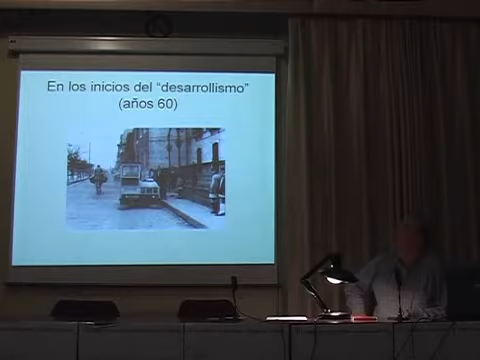 En los inicios del “desarrollismo”
(años 60)